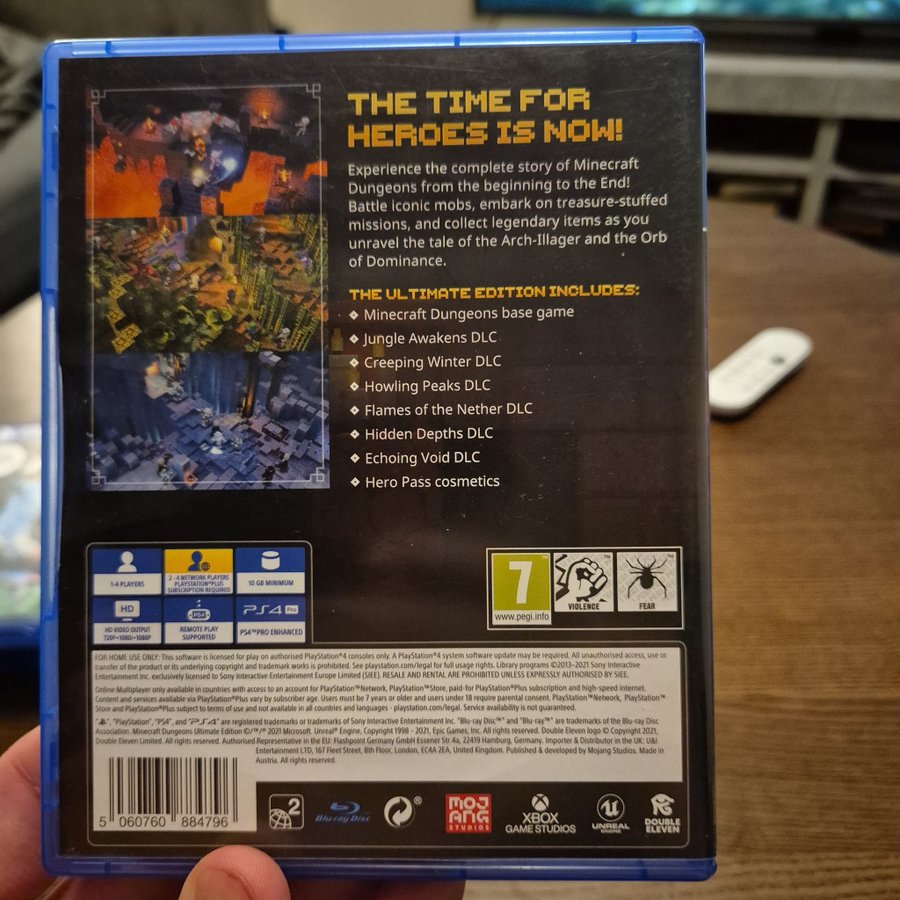 THE TIME FOR
HEROES IS NOW!
Experience the complete story of Minecraft
Dungeons from the beginning to the End!
Battle iconic mobs, embark on treasure-stuffed
missions, and collect legendary items as you
unravel the tale of the Arch-Illager and the Orb
of Dominance.
THE ULTIMATE EDITION INCLUDES:
Minecraft Dungeons base game
Jungle Awakens DLC
Creeping Winter DLC
Howling Peaks DLC
Flames of the Nether DLC
Hidden Depths DLC
Echoing Void DLC
Hero Pass cosmetics
1-4 PLAYERS
2 - 4 NETWORK PLAYERS
PLAYSTATION®PLUS
SUBSCRIPTION REQUIRED
10 GB MINIMUM
HD
HD VIDEO OUTPUT
720P•1080i•1080P
PS4
REMOTE PLAY
SUPPORTED
PS4 Pro
PS4™PRO ENHANCED
7
www.pegi.info
VIOLENCE
FEAR
FOR HOME USE ONLY: This software is licensed for play on authorised PlayStation®4 consoles only. A PlayStation®4 system software update may be required. All unauthorised access, use or
transfer of the product or its underlying copyright and trademark works is prohibited. See playstation.com/legal for full usage rights. Library programs ©2013-2021 Sony Interactive
Entertainment Inc. exclusively licensed to Sony Interactive Entertainment Europe Limited (SIEE). RESALE AND RENTAL ARE PROHIBITED UNLESS EXPRESSLY AUTHORISED BY SIEE.
Online Multiplayer only available in countries with access to an account for PlayStation™Network, PlayStation™Store, paid-for PlayStation®Plus subscription and high-speed internet.
Content and services available via PlayStation®Plus vary by subscriber age. Users must be 7 years or older and users under 18 require parental consent. PlayStation™Network, PlayStation™
Store and PlayStation®Plus subject to terms of use and not available in all countries and languages - playstation.com/legal. Service availability is not guaranteed.
"PlayStation", "PS4", and "PS4" are registered trademarks or trademarks of Sony Interactive Entertainment Inc. "Blu-ray Disc™" and "Blu-ray™" are trademarks of the Blu-ray Disc
Association. Minecraft Dungeons Ultimate Edition ©/™/® 2021 Microsoft. Unreal® Engine, Copyright 1998 - 2021, Epic Games, Inc. All rights reserved. Double Eleven logo © Copyright 2021,
Double Eleven Limited. All rights reserved. Authorised Representative in the EU: Flashpoint Germany GmbH Essener Str.4a, 22419 Hamburg, Germany. Importer & Distributor in the UK: U&I
Entertainment LTD, 167 Fleet Street, 8th Floor, London, EC4A 2EA, United Kingdom. Published & developed by Mojang Studios. Made in
Austria. All rights reserved.
5 060760 884796
2
Blu-ray Disc
MOJANG
STUDIOS
XBOX
GAME STUDIOS
UNREAL
ENGINE
DOUBLE
ELEVEN